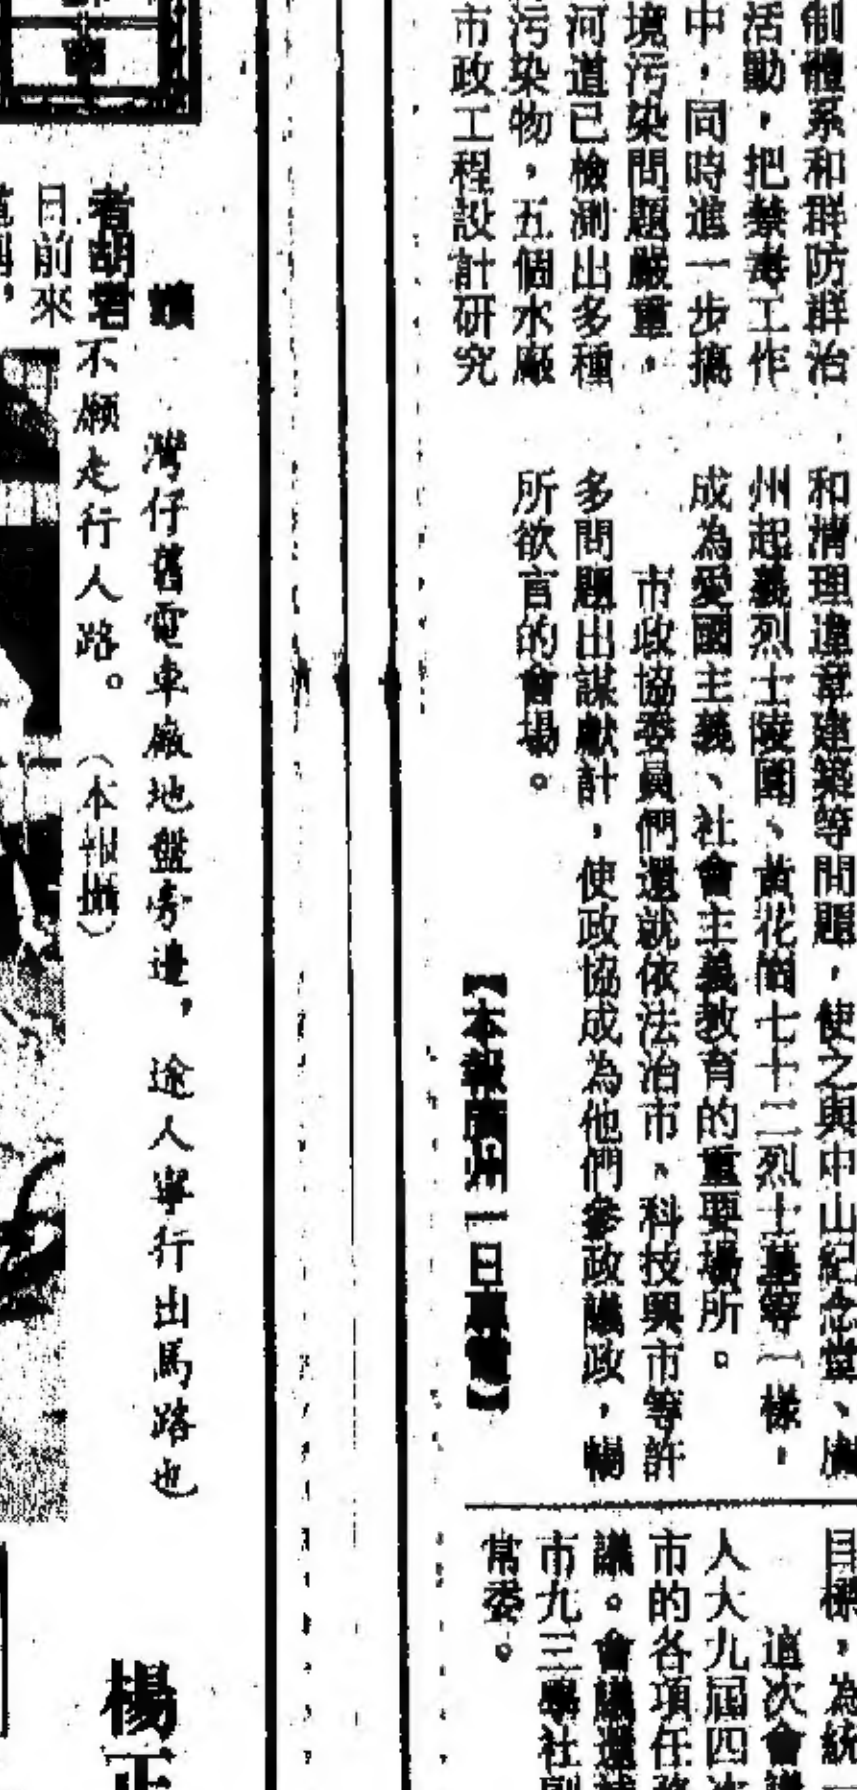 制體系和群防群治
活動，把禁毒工作
中，同時進一步搞
境污染問題嚴重，
河道已檢測出多種
污染物，五個水廠
市政工程設計研究
和清理違章建築等問題，使之與中山紀念堂、廣
州起義烈士陵園、黃花崗七十二烈士墓等一樣，
成為愛國主義、社會主義教育的重要場所。
市政協委員們還就依法治市、科技興市等許
多問題出謀獻計，使政協成為他們參政議政，暢
所欲言的會場。
【本報廣州一日專電】
目標，為統
這次會議
人大九屆四次
市的各項任務
議。會議還
市九三學社副
常委。
灣仔舊電車廠地盤旁邊，途人寧行出馬路也
不願走行人路。（本報攝）
者胡君
日前來
楊正